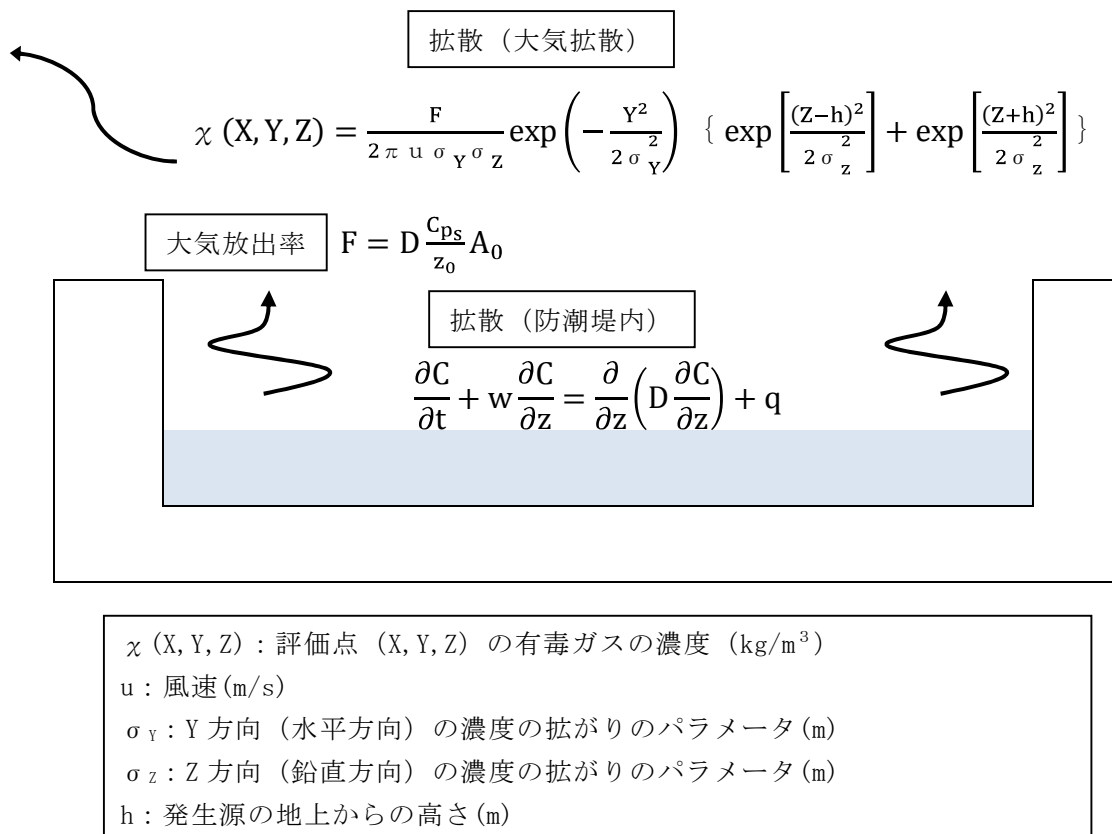 拡散（大気拡散）
χ(X,Y,Z) = F/(2πuσ_Yσ_Z) exp(−Y²/(2σ_Y²)) {exp[(Z−h)²/(2σ_z²)] + exp[(Z+h)²/(2σ_z²)]}
大気放出率 F = D (C_{p_s}/z₀) A₀
拡散（防潮堤内）
∂C/∂t + w ∂C/∂z = ∂/∂z (D ∂C/∂z) + q
χ(X,Y,Z)：評価点（X,Y,Z）の有毒ガスの濃度（kg/m³）
u：風速(m/s)
σ_Y：Y方向（水平方向）の濃度の拡がりのパラメータ(m)
σ_Z：Z方向（鉛直方向）の濃度の拡がりのパラメータ(m)
h：発生源の地上からの高さ(m)